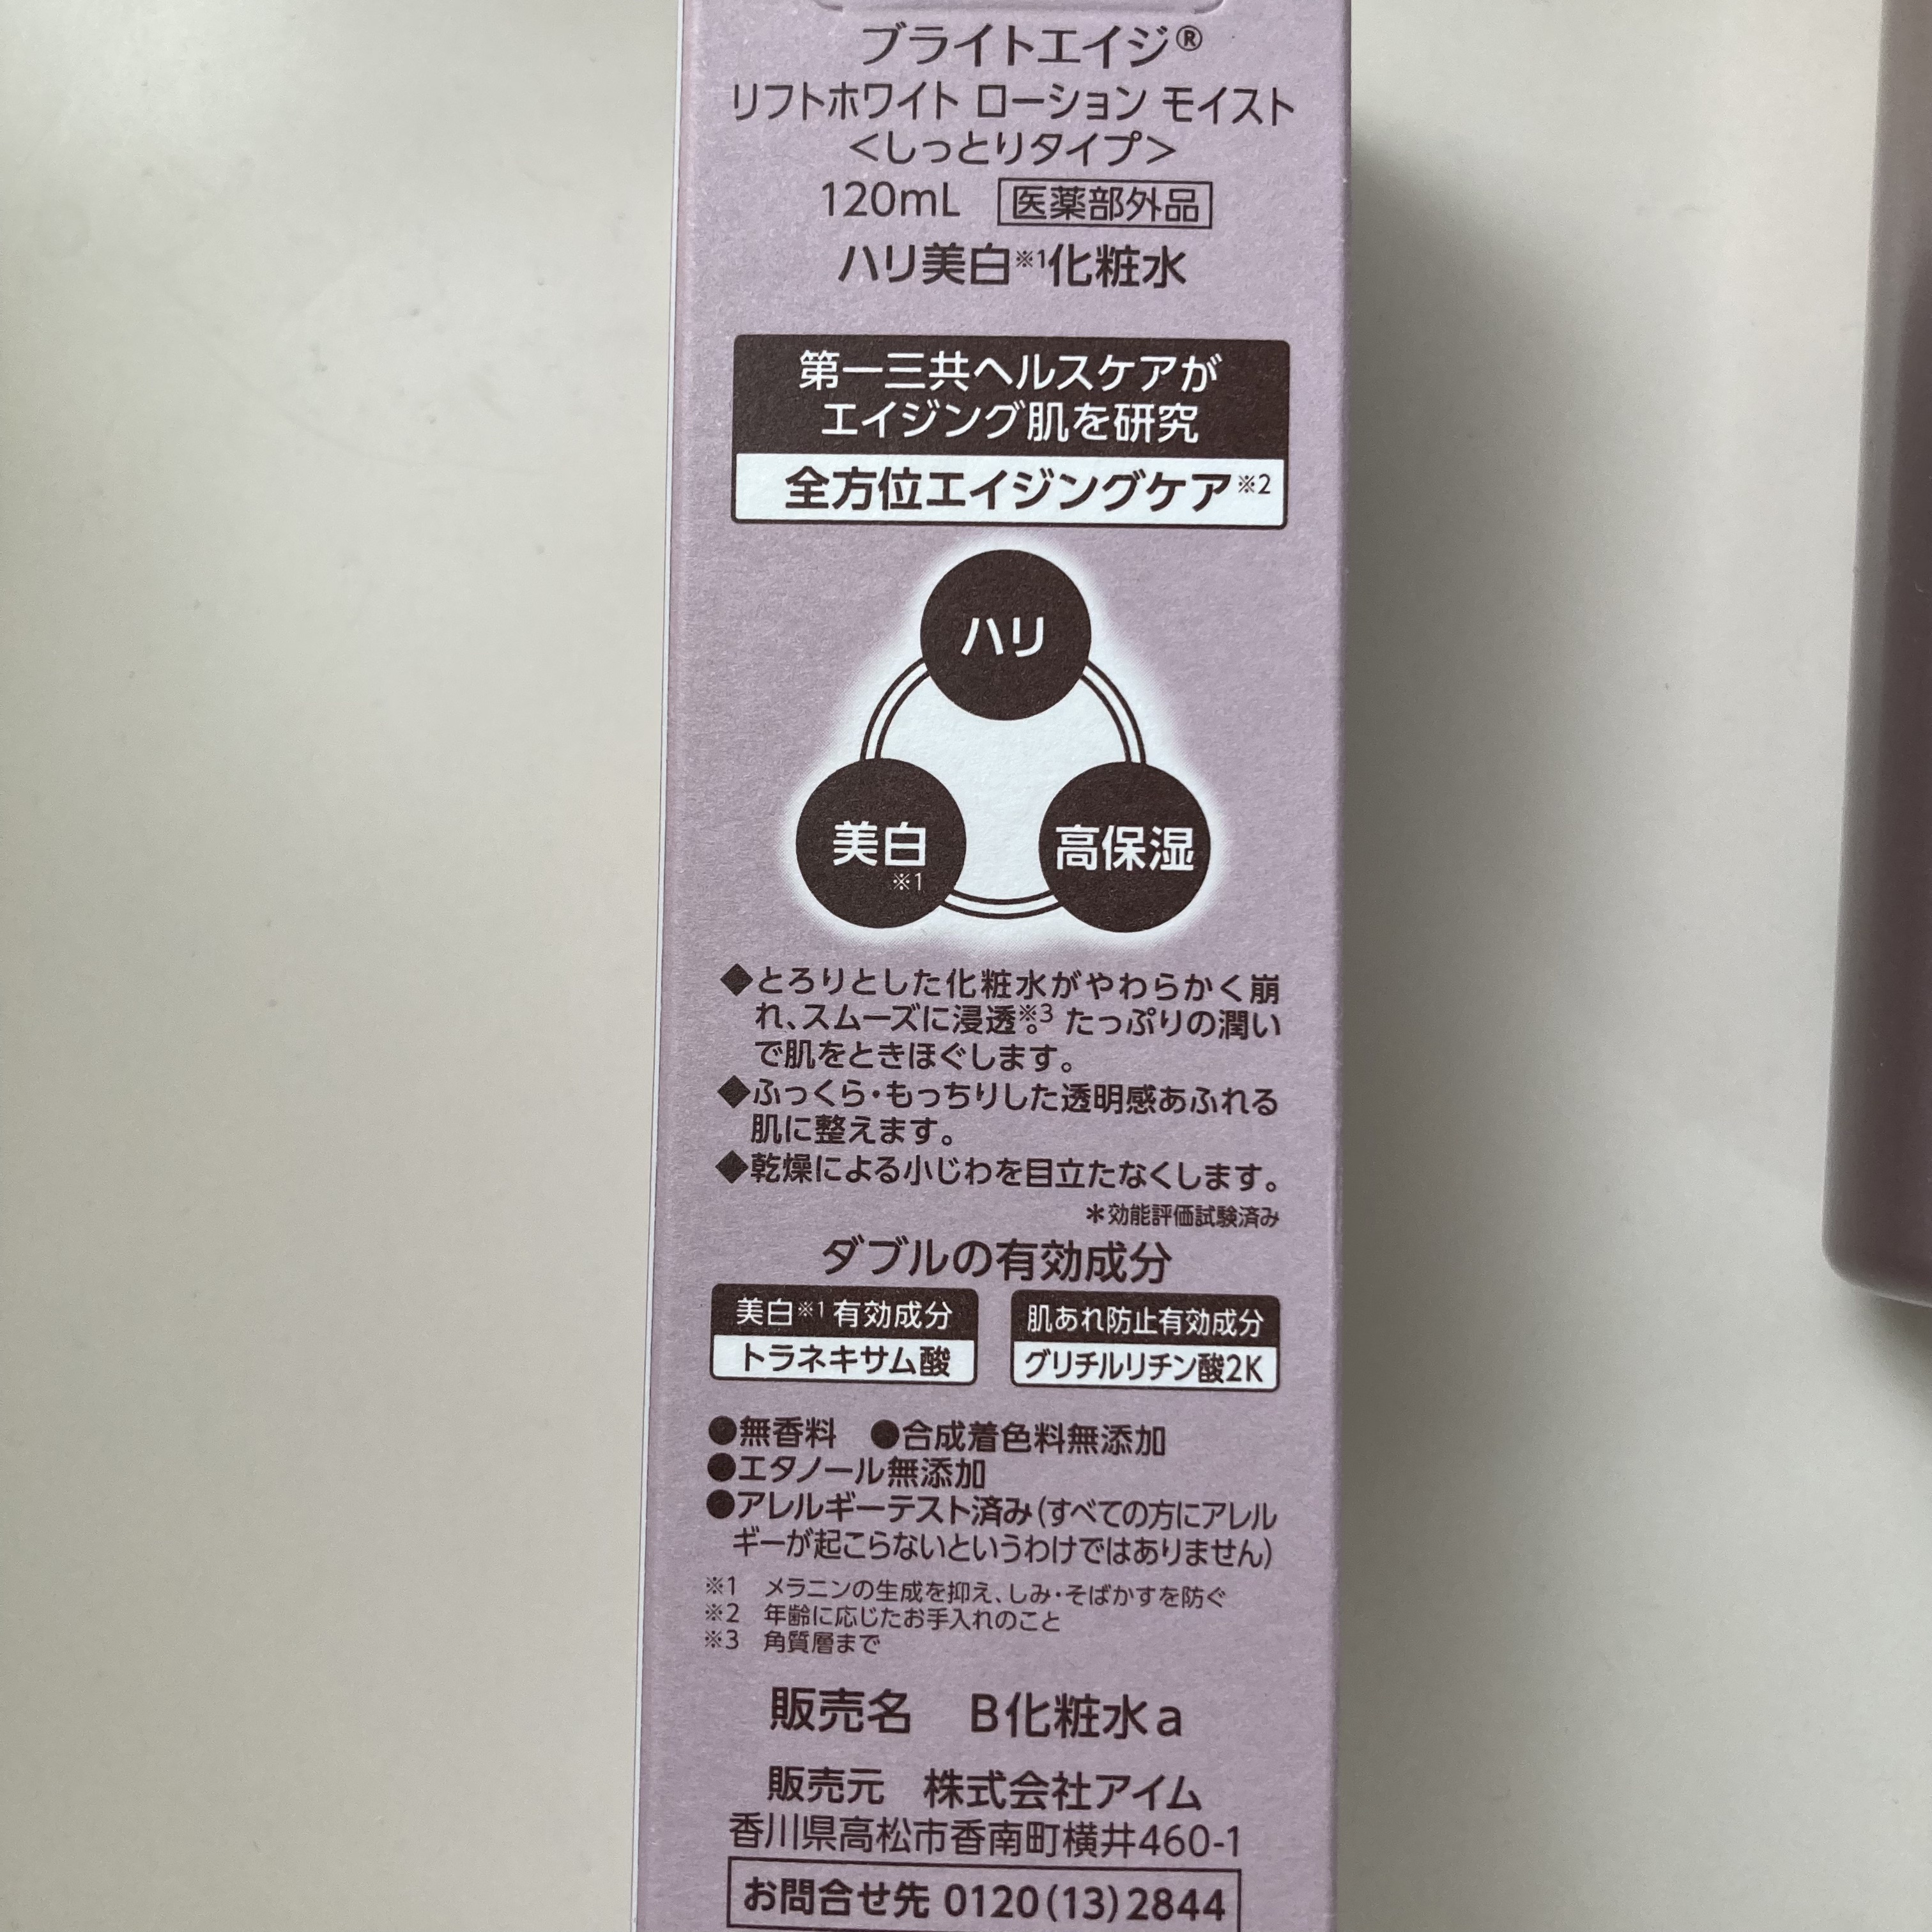 ブライトエイジ®
リフトホワイト ローション モイスト
＜しっとりタイプ＞
120mL 医薬部外品
ハリ美白※1化粧水
第一三共ヘルスケアが
エイジング肌を研究
全方位エイジングケア※2
ハリ
美白※1
高保湿
◆とろりとした化粧水がやわらかく崩
れ、スムーズに浸透※3。たっぷりの潤い
で肌をときほぐします。
◆ふっくら・もっちりした透明感あふれる
肌に整えます。
◆乾燥による小じわを目立たなくします。
＊効能評価試験済み
ダブルの有効成分
美白※1有効成分
トラネキサム酸
肌あれ防止有効成分
グリチルリチン酸2K
●無香料 ●合成着色料無添加
●エタノール無添加
●アレルギーテスト済み(すべての方にアレル
ギーが起こらないというわけではありません)
※1 メラニンの生成を抑え、しみ・そばかすを防ぐ
※2 年齢に応じたお手入れのこと
※3 角質層まで
販売名 B化粧水a
販売元 株式会社アイム
香川県高松市香南町横井460-1
お問合せ先 0120(13)2844